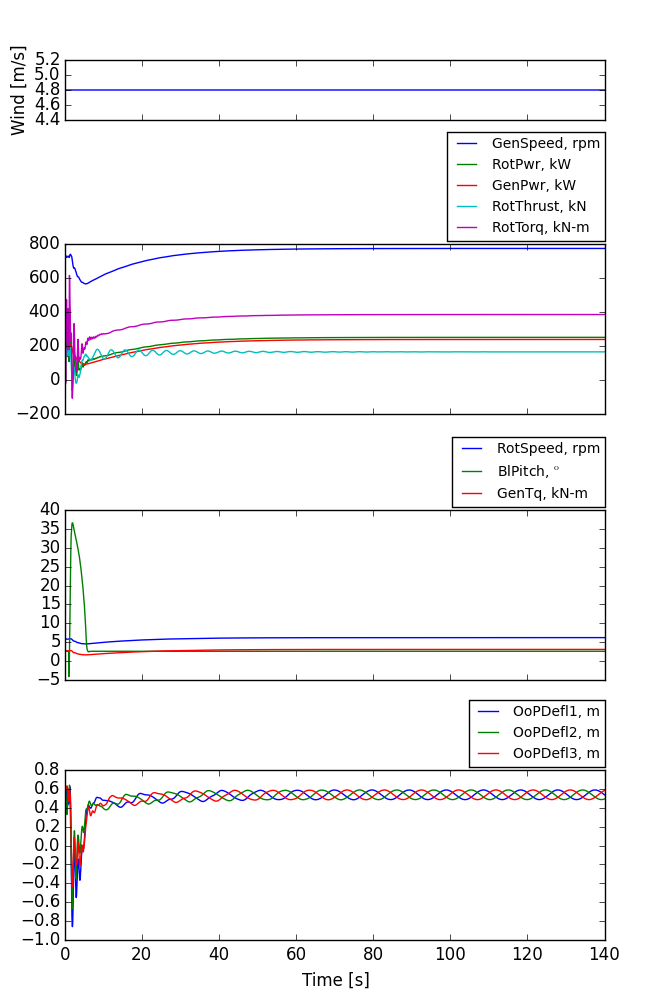 Wind [m/s]
5.2
5.0
4.8
4.6
4.4
GenSpeed, rpm
RotPwr, kW
GenPwr, kW
RotThrust, kN
RotTorq, kN-m
800
600
400
200
0
−200
RotSpeed, rpm
BlPitch, °
GenTq, kN-m
40
35
30
25
20
15
10
5
0
−5
OoPDefl1, m
OoPDefl2, m
OoPDefl3, m
0.8
0.6
0.4
0.2
0.0
−0.2
−0.4
−0.6
−0.8
−1.0
0 20 40 60 80 100 120 140
Time [s]